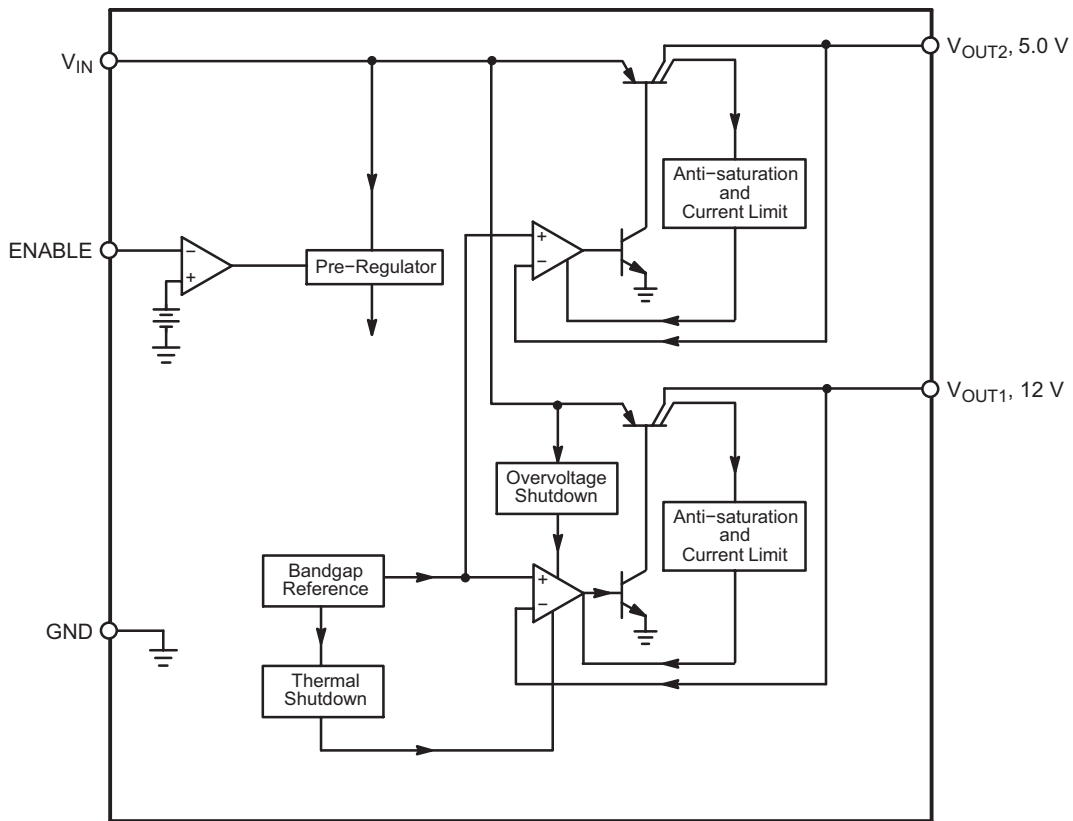 V_OUT2, 5.0 V
V_IN
Anti−saturation
and
Current Limit
ENABLE
−
+
Pre−Regulator
+
−
V_OUT1, 12 V
Overvoltage
Shutdown
Anti−saturation
and
Current Limit
Bandgap
Reference
+
−
GND
Thermal
Shutdown